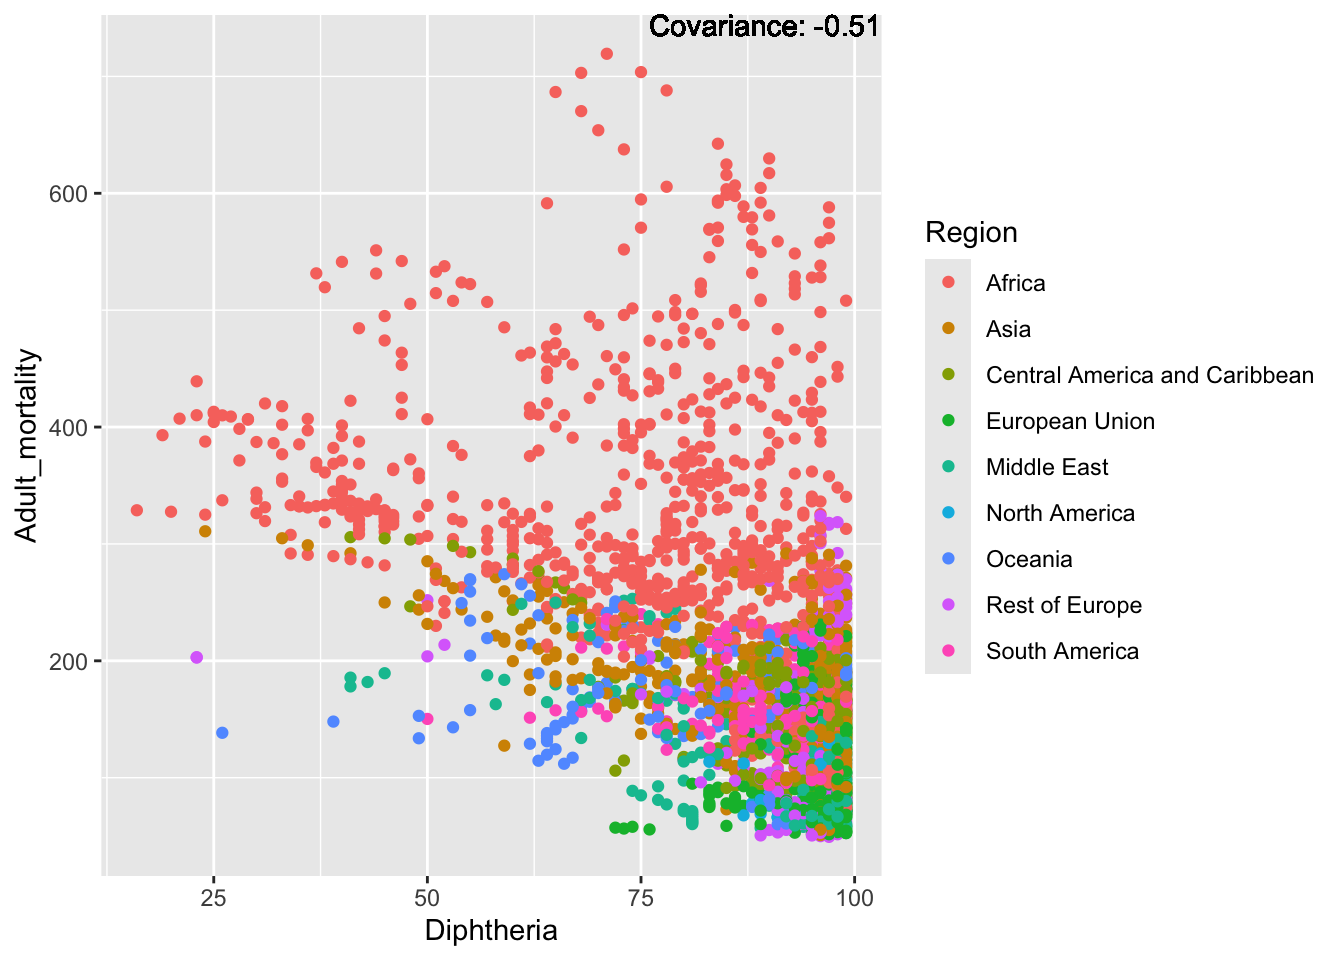 Covariance: -0.51
600
400
200
Adult_mortality
25 50 75 100
Diphtheria
Region
Africa
Asia
Central America and Caribbean
European Union
Middle East
North America
Oceania
Rest of Europe
South America